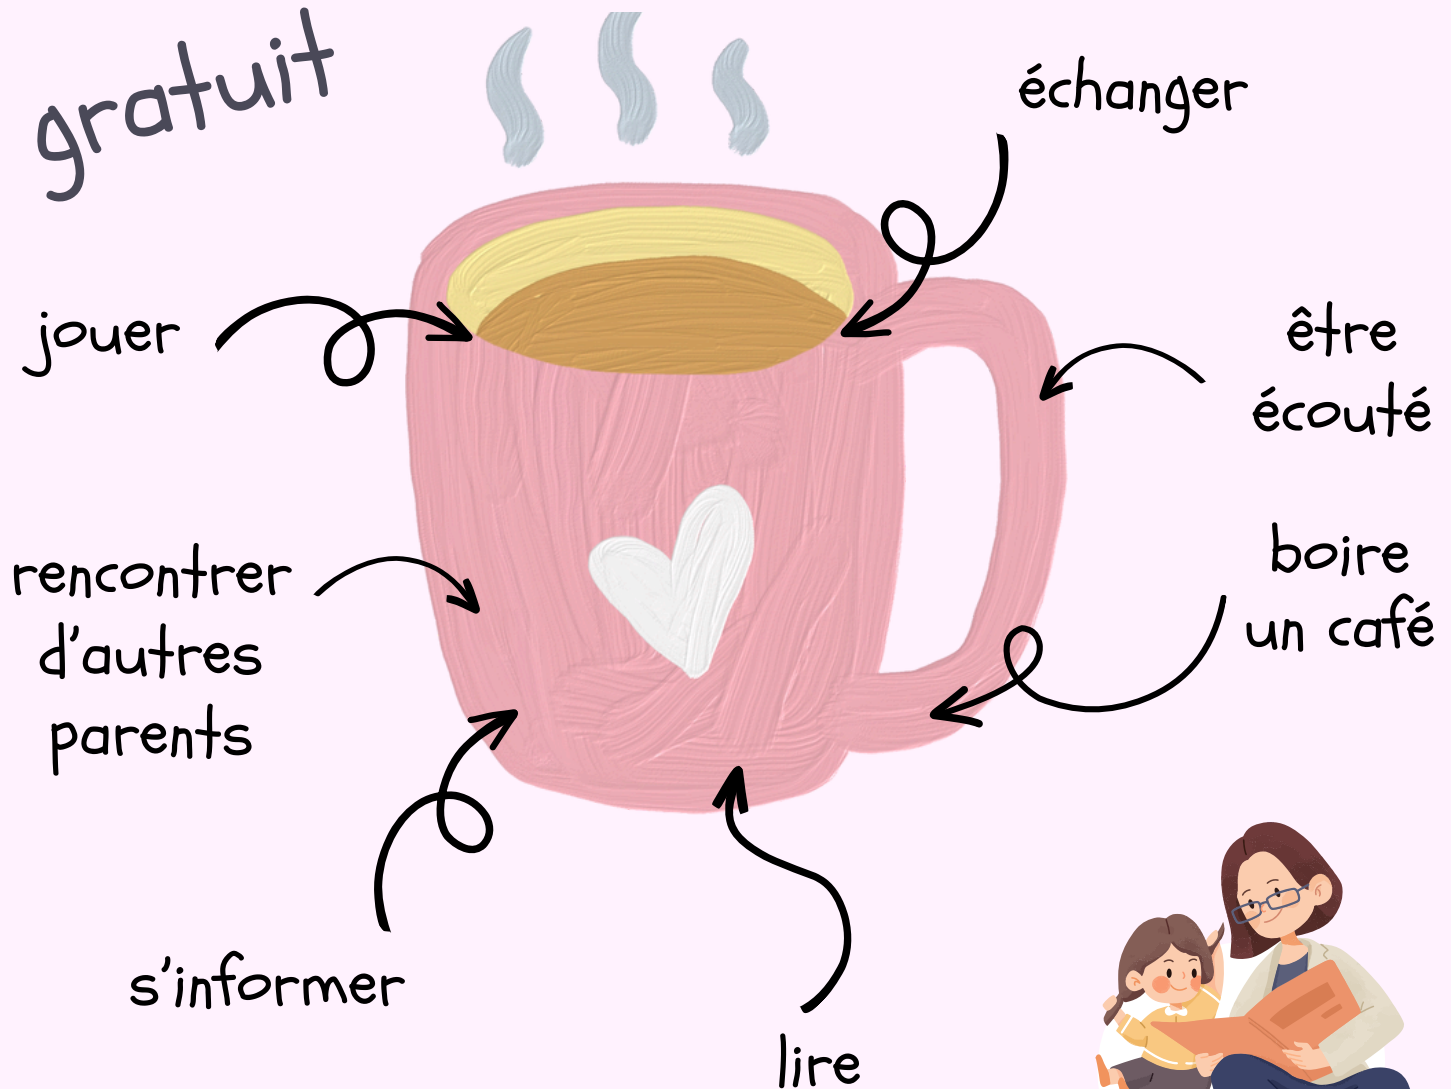 gratuit
échanger
jouer
être
écouté
rencontrer
d'autres
parents
boire
un café
s'informer
lire